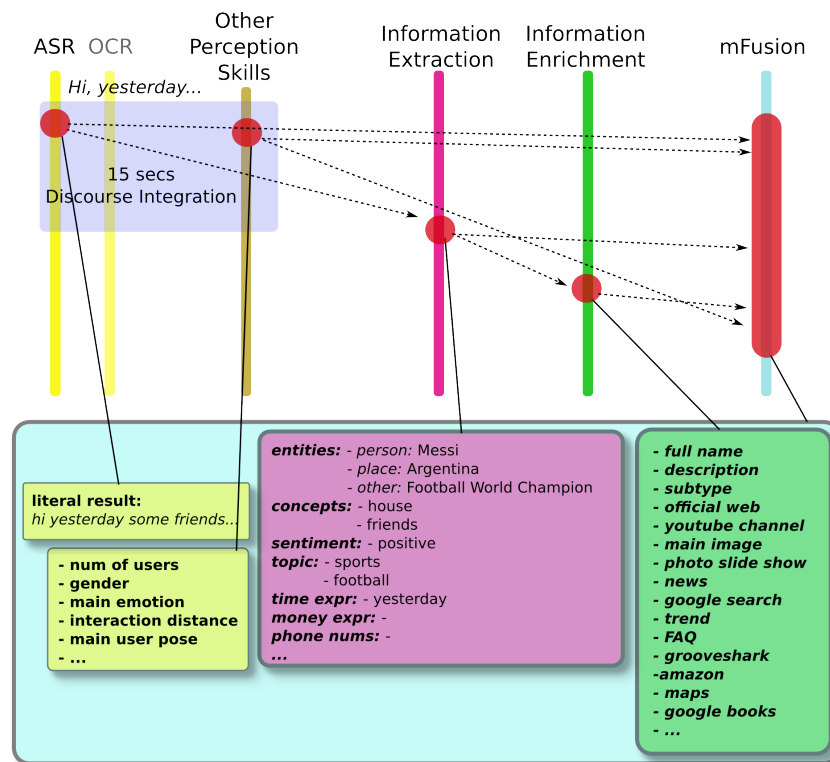 ASR
OCR
Other
Perception
Skills
Information
Extraction
Information
Enrichment
mFusion
Hi, yesterday...
15 secs
Discourse Integration
literal result:
hi yesterday some friends...
- num of users
- gender
- main emotion
- interaction distance
- main user pose
- ...
entities: - person: Messi
- place: Argentina
- other: Football World Champion
concepts: - house
- friends
sentiment: - positive
topic: - sports
- football
time expr: - yesterday
money expr: -
phone nums: -
...
- full name
- description
- subtype
- official web
- youtube channel
- main image
- photo slide show
- news
- google search
- trend
- FAQ
- grooveshark
-amazon
- maps
- google books
- ...